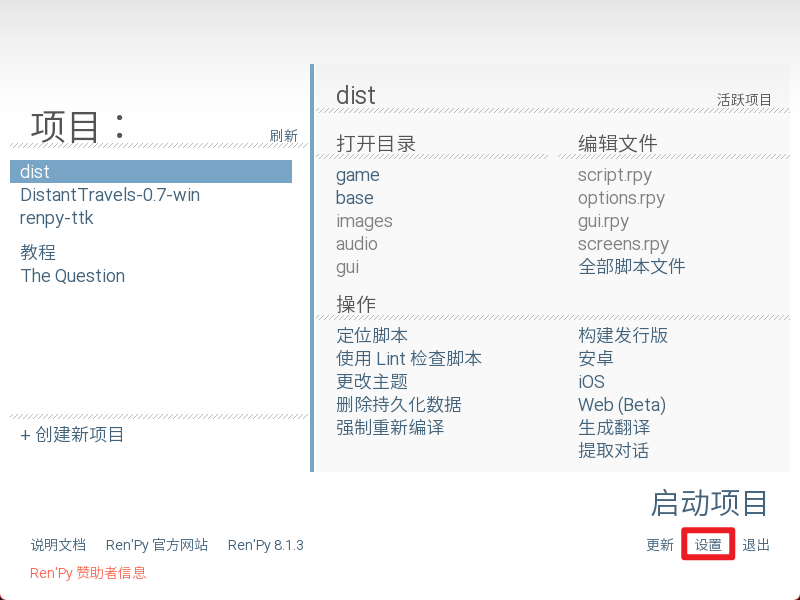 项目：
刷新
dist
DistantTravels-0.7-win
renpy-ttk
教程
The Question
+ 创建新项目
dist
活跃项目
打开目录
game
base
images
audio
gui
编辑文件
script.rpy
options.rpy
gui.rpy
screens.rpy
全部脚本文件
操作
定位脚本
使用 Lint 检查脚本
更改主题
删除持久化数据
强制重新编译
构建发行版
安卓
iOS
Web (Beta)
生成翻译
提取对话
启动项目
说明文档 Ren'Py 官方网站 Ren'Py 8.1.3
更新 设置 退出
Ren'Py 赞助者信息